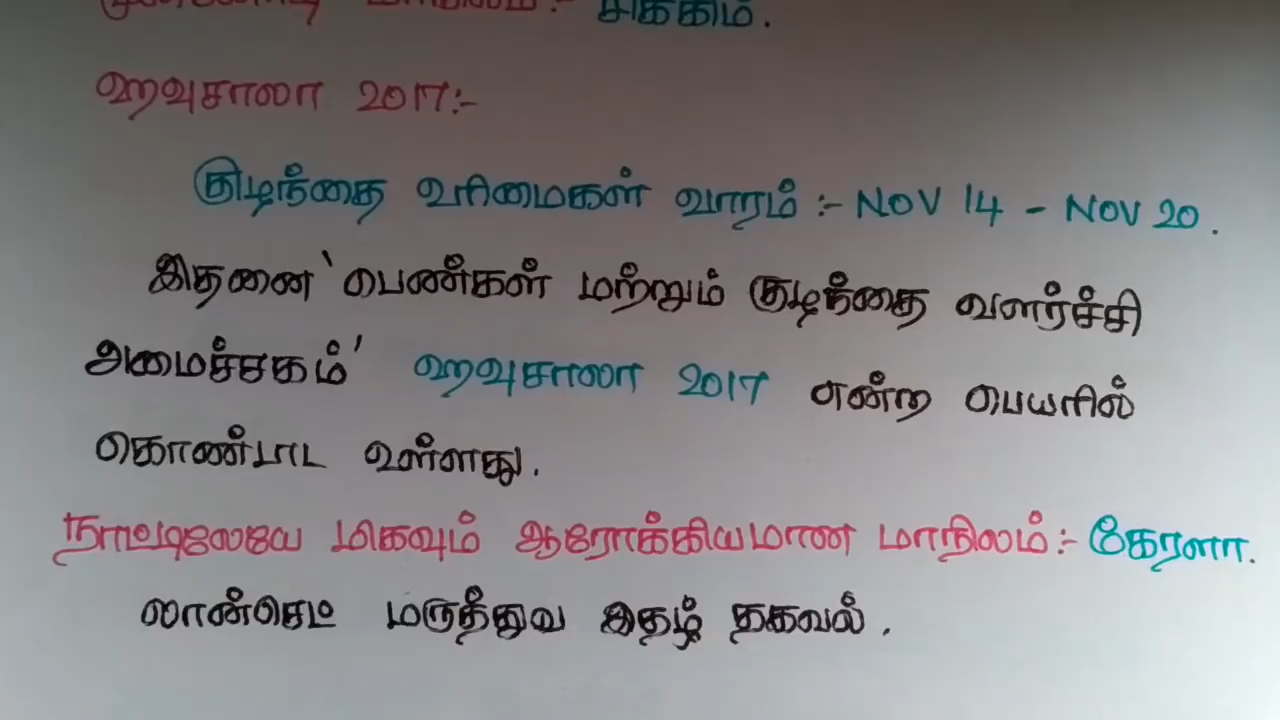 முன்னோடி மாநிலம் :- சிக்கிம்.
ஹவுசாலா 2017:-
குழந்தை உரிமைகள் வாரம் :- NOV 14 - NOV 20.
இதனை 'பெண்கள் மற்றும் குழந்தை வளர்ச்சி
அமைச்சகம்' ஹவுசாலா 2017 என்ற பெயரில்
கொண்டாட உள்ளது.
நாட்டிலேயே மிகவும் ஆரோக்கியமான மாநிலம் :- கேரளா.
லான்செட் மருத்துவ இதழ் தகவல்.